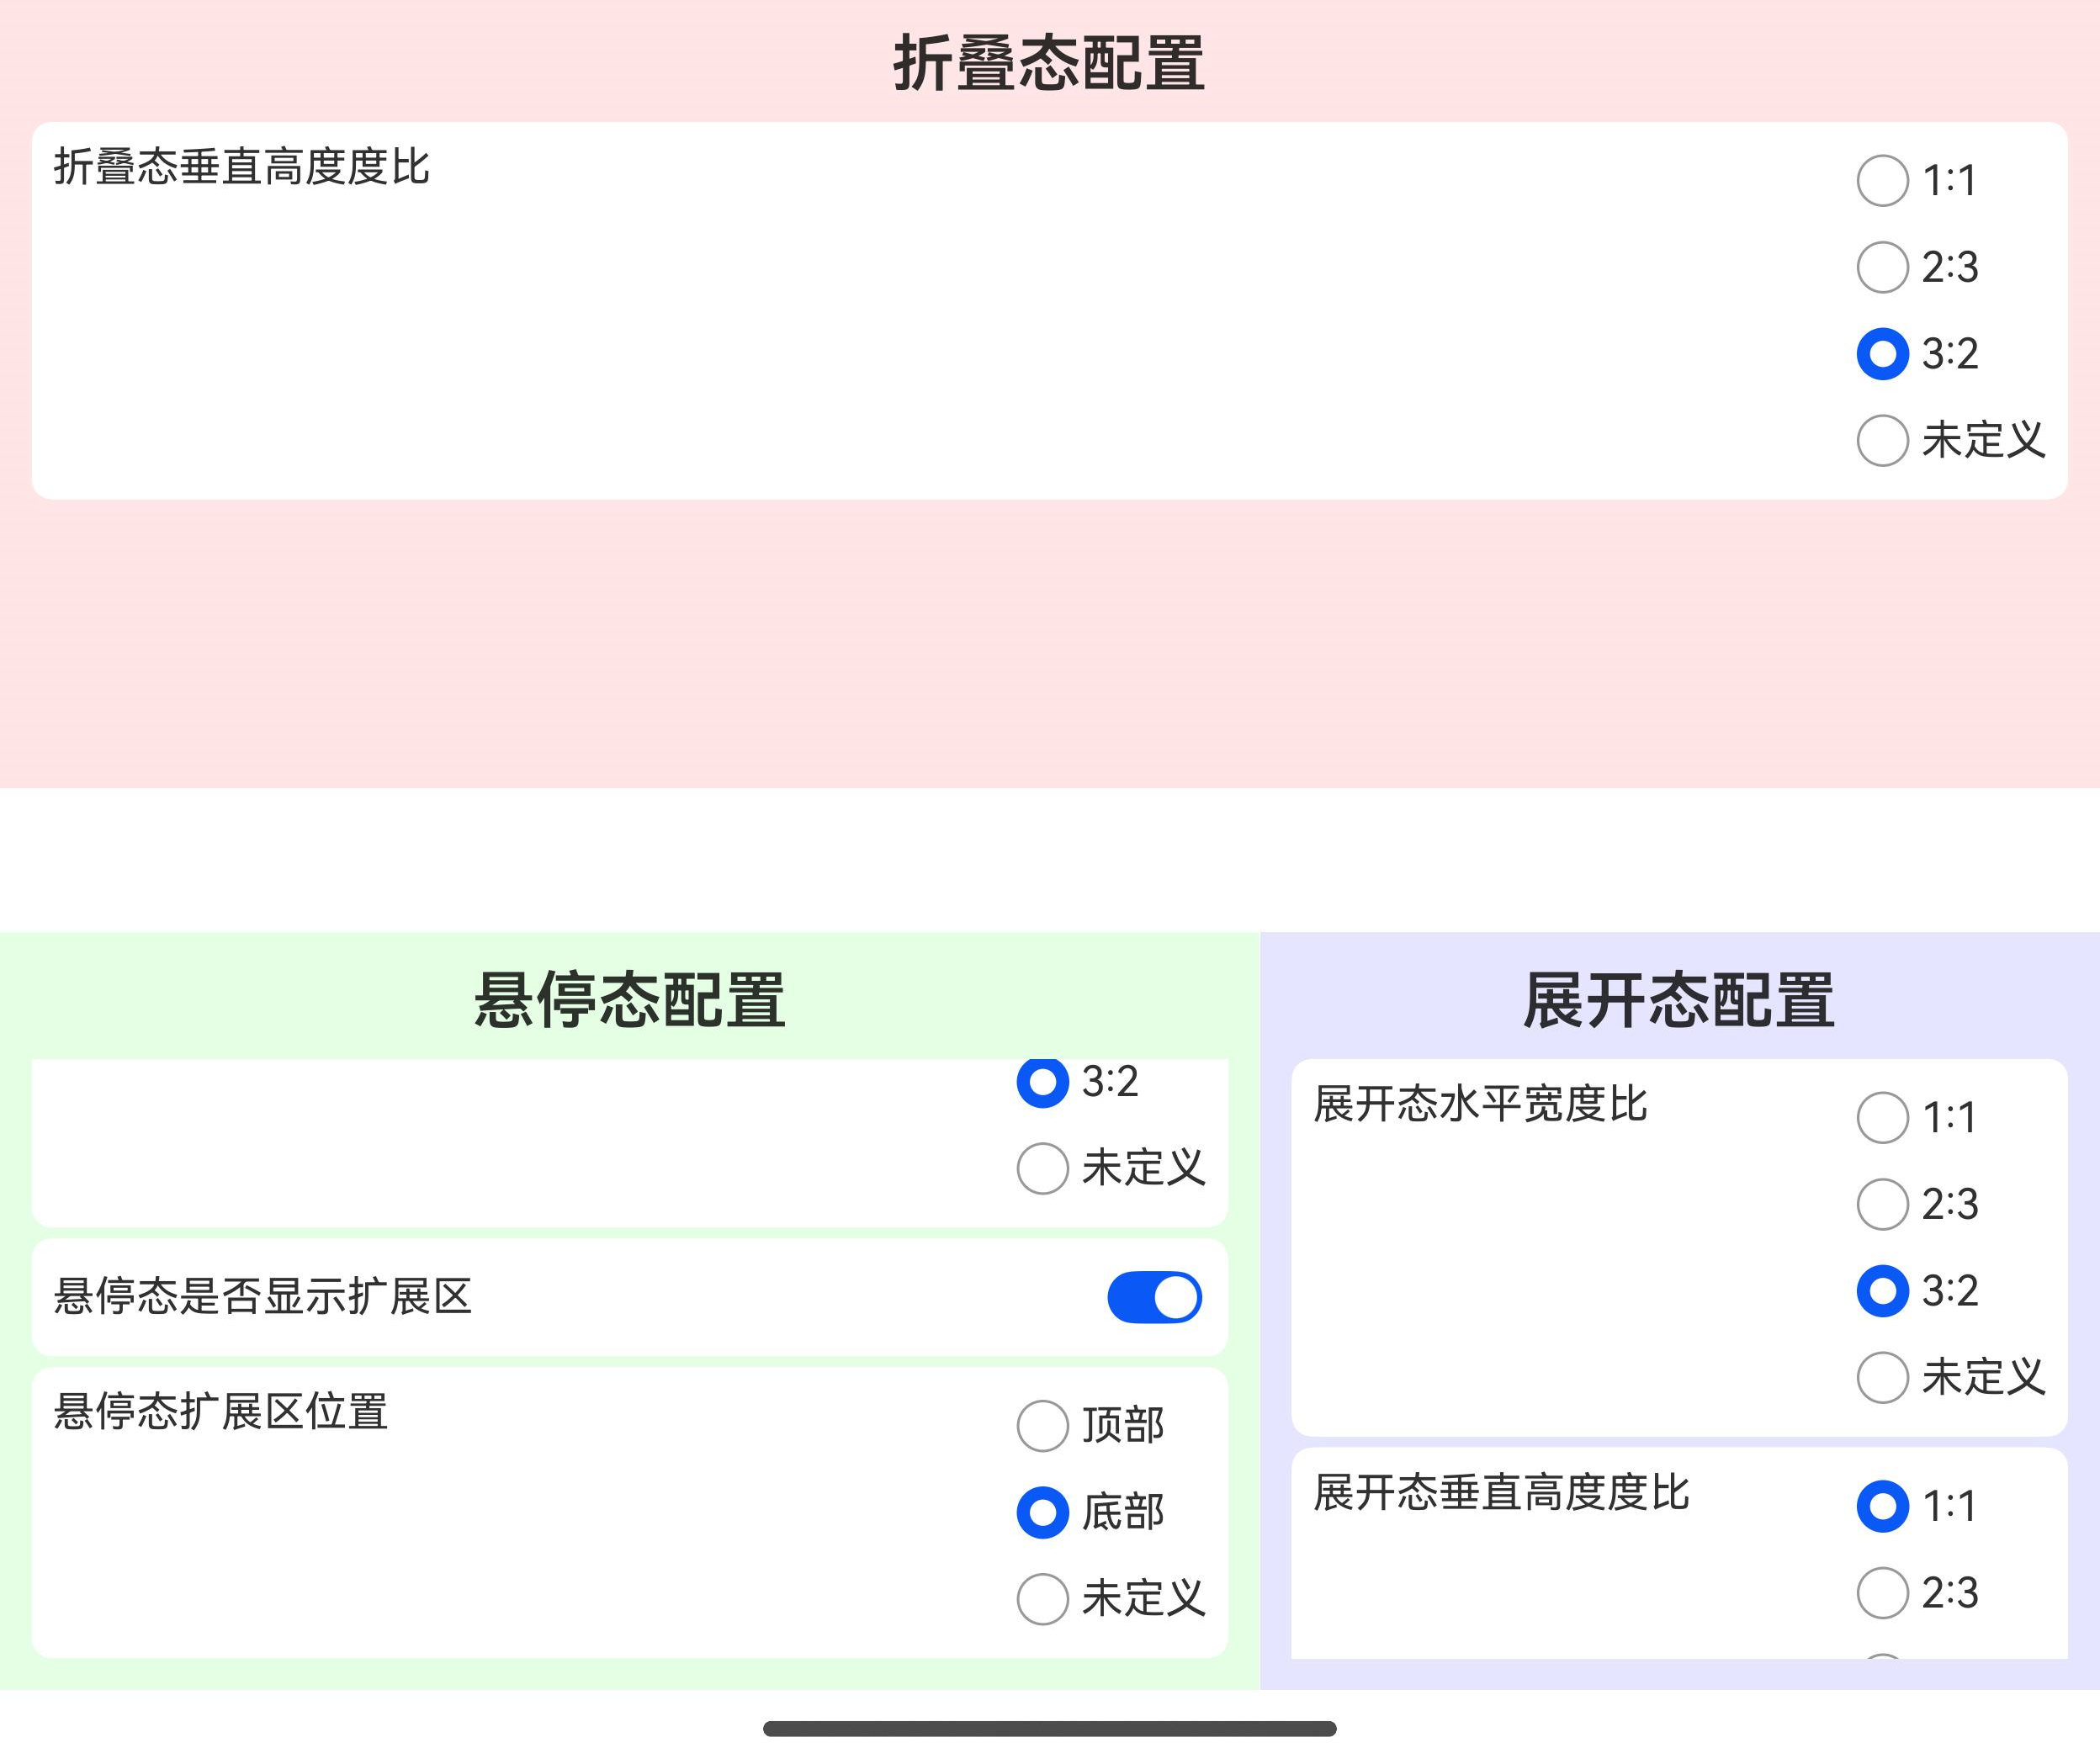 折叠态配置
折叠态垂直高度度比
1:1
2:3
3:2
未定义
悬停态配置
3:2
未定义
悬停态是否显示扩展区
悬停态扩展区位置
顶部
底部
未定义
展开态配置
展开态水平宽度比
1:1
2:3
3:2
未定义
展开态垂直高度度比
1:1
2:3